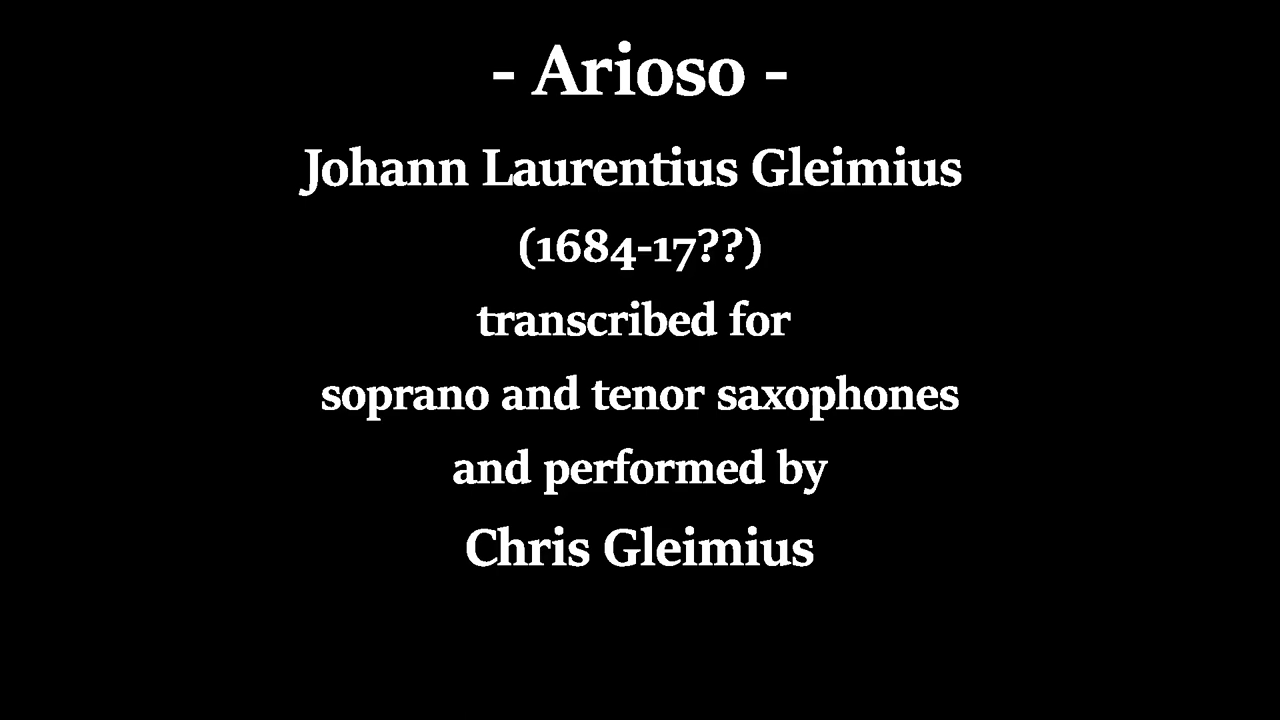 - Arioso -
Johann Laurentius Gleimius
(1684-17??)
transcribed for
soprano and tenor saxophones
and performed by
Chris Gleimius